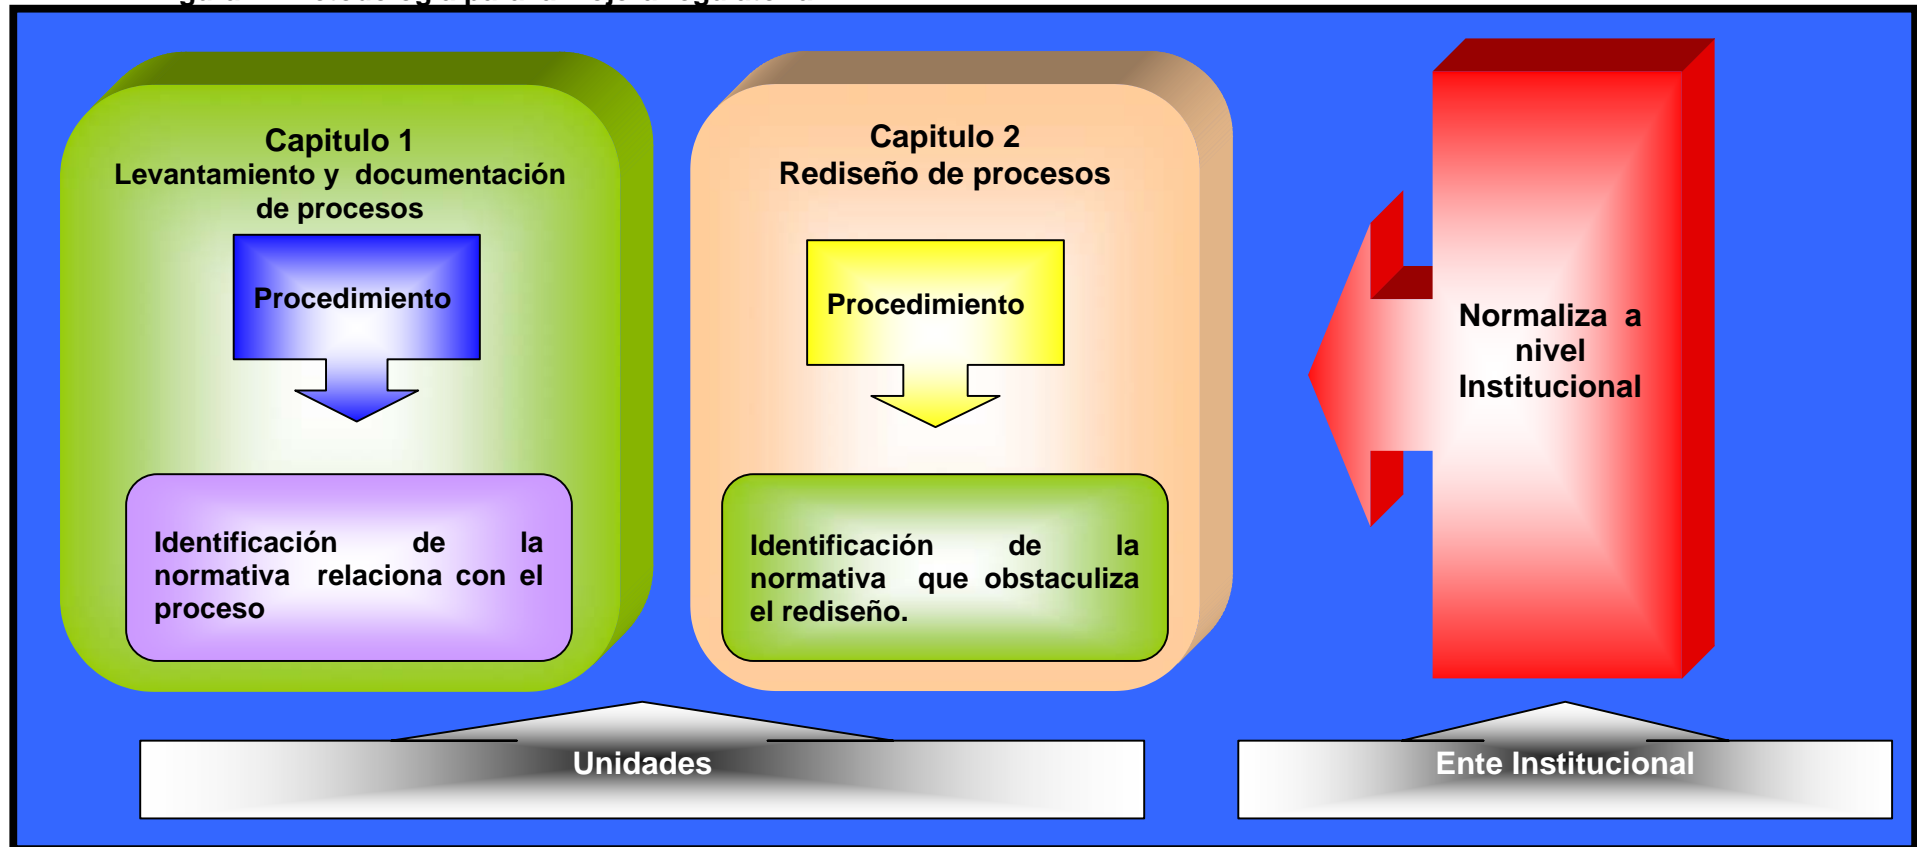 Capitulo 1
Levantamiento y documentación
de procesos
Procedimiento
Identificación de la
normativa relaciona con el
proceso
Capitulo 2
Rediseño de procesos
Procedimiento
Identificación de la
normativa que obstaculiza
el rediseño.
Normaliza a
nivel
Institucional
Unidades
Ente Institucional